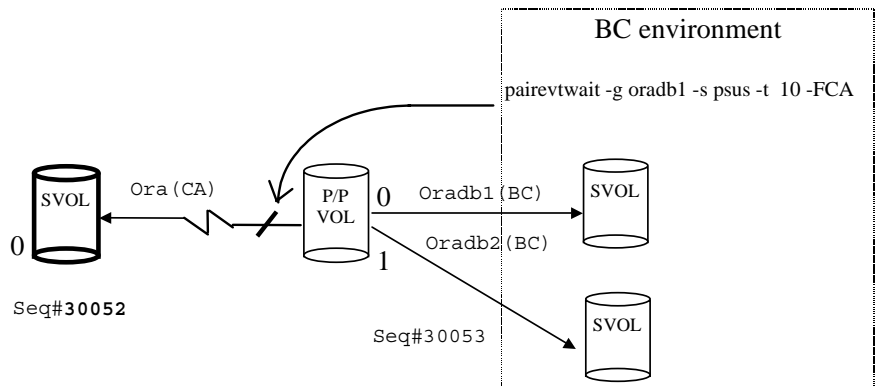 BC environment
pairevtwait -g oradb1 -s psus -t 10 -FCA
SVOL
Ora(CA)
P/P
VOL
0
Oradb1(BC)
SVOL
0
Oradb2(BC)
1
Seq#30052
Seq#30053
SVOL